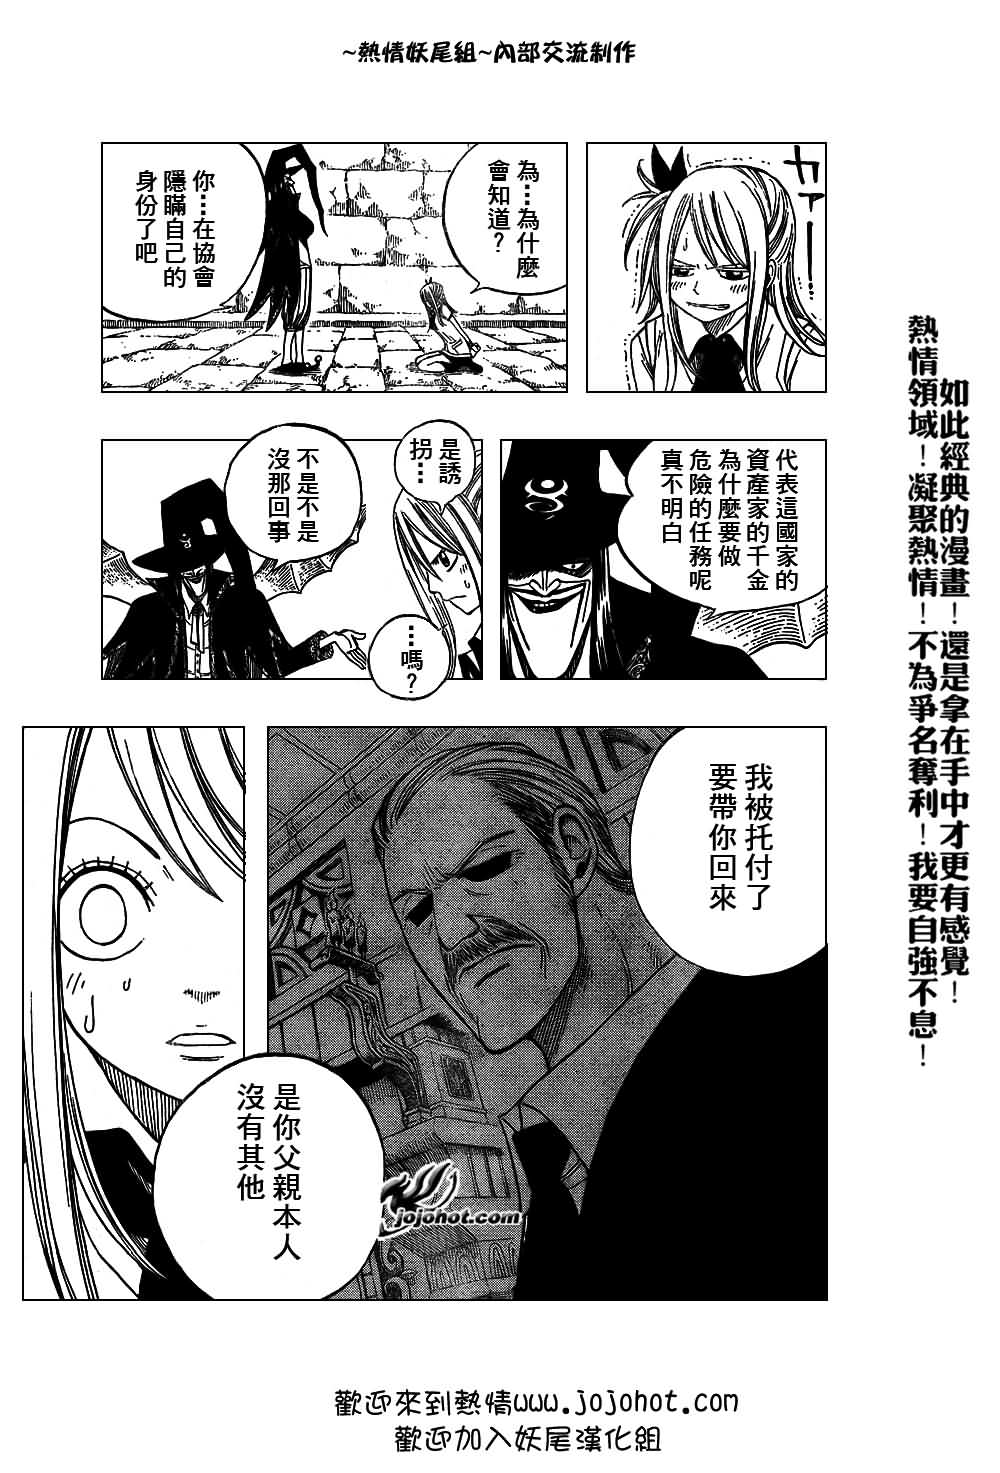 ~熱情妖尾組~內部交流制作
カァ…ーー
為…為什麼
會知道?
你…在協會
隱瞞自己的
身份了吧
代表這國家的
資產家的千金
為什麼要做
危險的任務呢
真不明白
是誘
拐…
不是不是
沒那回事
…嗎?
我被托付了
要帶你回來
是你父親本人
沒有其他
jojohot.com
如此經典的漫畫!還是拿在手中才更有感覺!
熱情領域!凝聚熱情!不為爭名奪利!我要自強不息!
歡迎來到熱情www.jojohot.com
歡迎加入妖尾漢化組